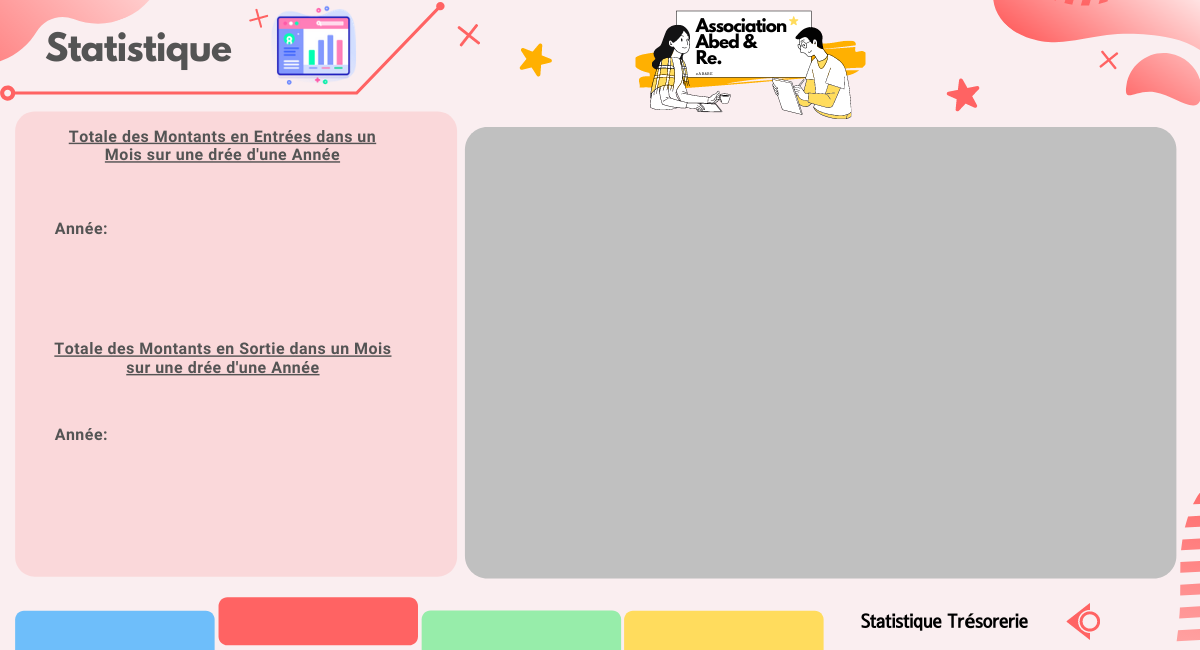 Statistique
Association
Abed &
Re.
Totale des Montants en Entrées dans un
Mois sur une drée d'une Année
Année:
Totale des Montants en Sortie dans un Mois
sur une drée d'une Année
Année:
Statistique Trésorerie